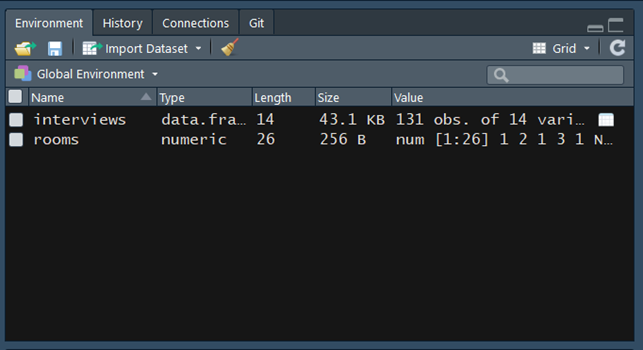 Environment History Connections Git
Import Dataset Grid
Global Environment
Name Type Length Size Value
interviews data.fra… 14 43.1 KB 131 obs. of 14 vari…
rooms numeric 26 256 B num [1:26] 1 2 1 3 1 N…